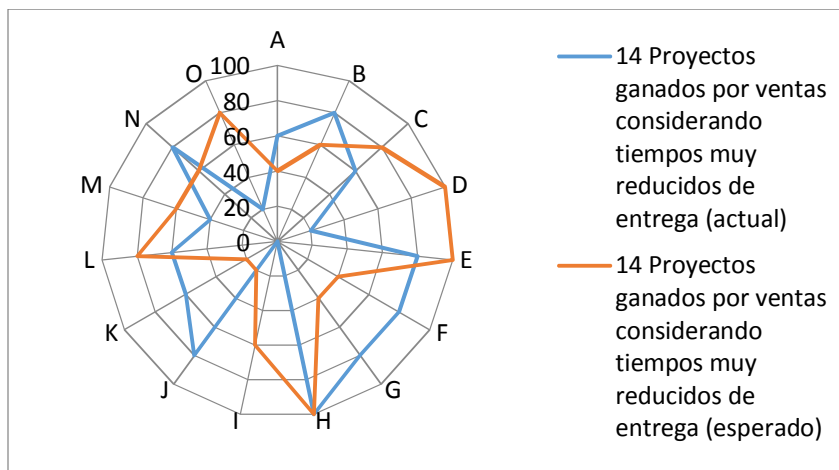 A
B
C
D
E
F
G
H
I
J
K
L
M
N
O
100
80
60
40
20
0
14 Proyectos
ganados por ventas
considerando
tiempos muy
reducidos de
entrega (actual)
14 Proyectos
ganados por ventas
considerando
tiempos muy
reducidos de
entrega (esperado)